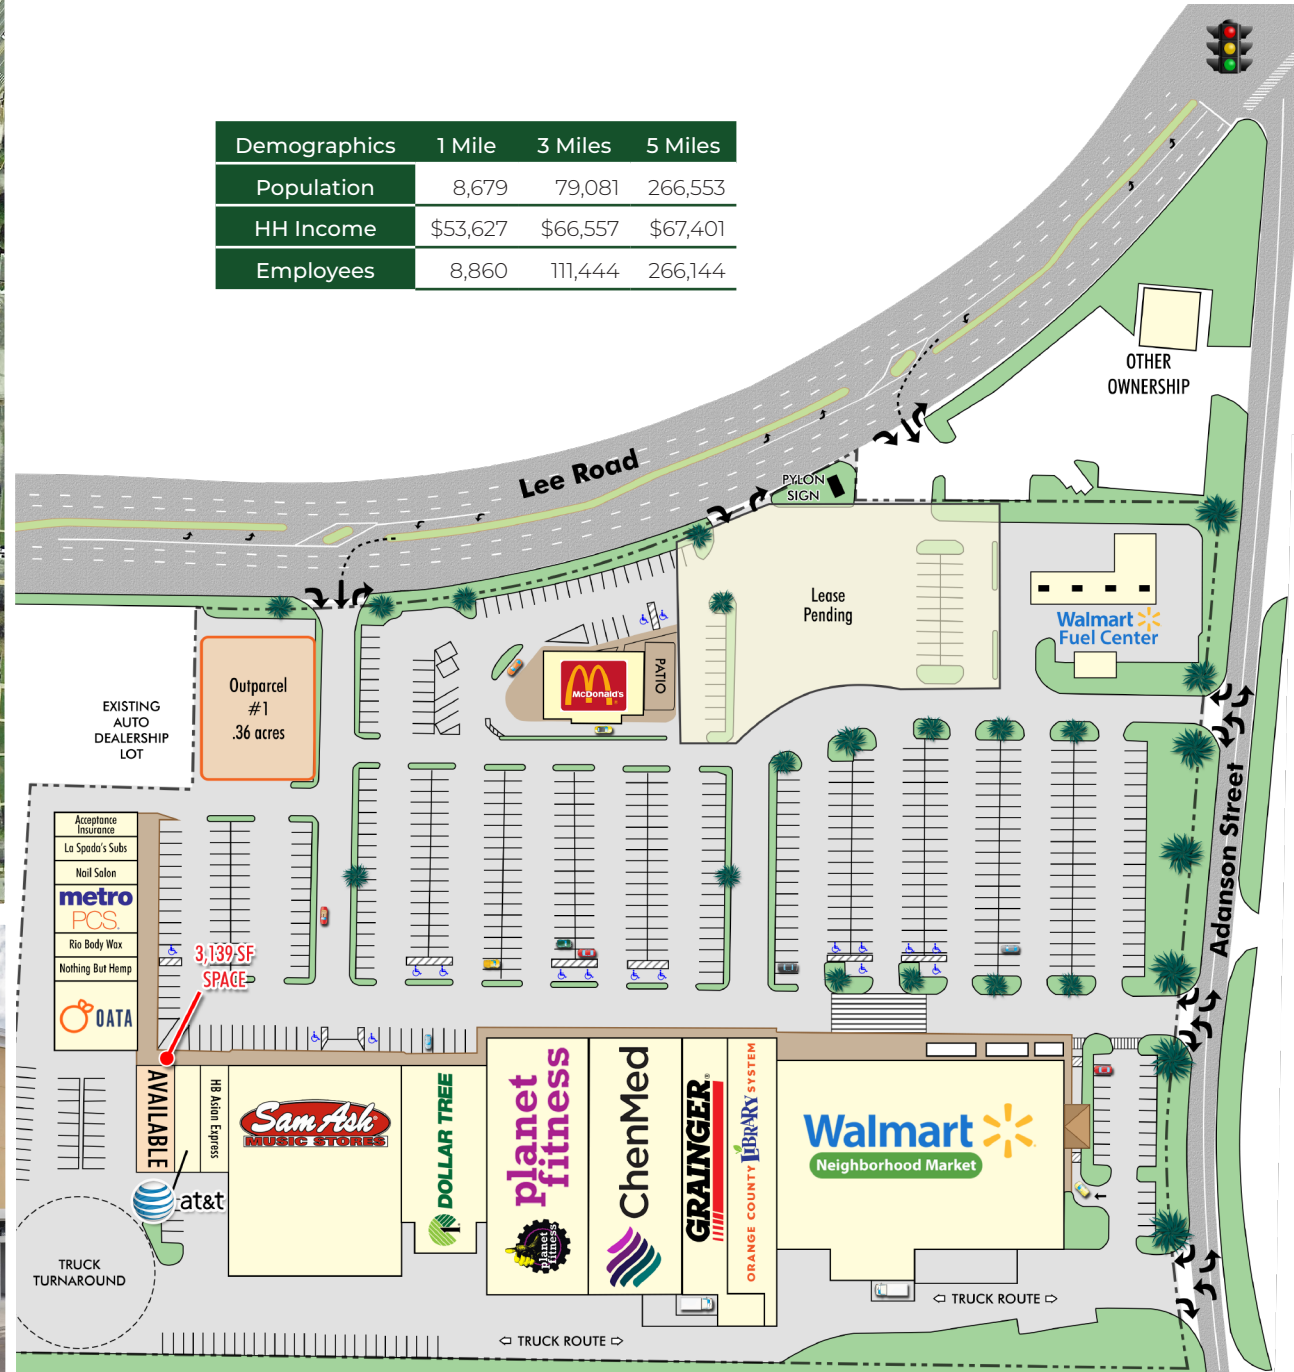 Demographics 1 Mile 3 Miles 5 Miles
Population 8,679 79,081 266,553
HH Income $53,627 $66,557 $67,401
Employees 8,860 111,444 266,144
OTHER
OWNERSHIP
Lee Road
PYLON
SIGN
Lease
Pending
Walmart
Fuel Center
McDonald's
PATIO
Outparcel
#1
.36 acres
EXISTING
AUTO
DEALERSHIP
LOT
Adanson Street
Acceptance
Insurance
La Spada's Subs
Nail Salon
metro
PCS.
Rio Body Wax
Nothing But Hemp
OATA
3,139 SF
SPACE
AVAILABLE
HB Asian Express
at&t
Sam Ash
MUSIC STORES
DOLLAR TREE
planet
fitness
planet
fitness
ChenMed
GRAINGER
ORANGE COUNTY LIBRARY SYSTEM
Walmart
Neighborhood Market
TRUCK
TURNAROUND
TRUCK ROUTE
TRUCK ROUTE